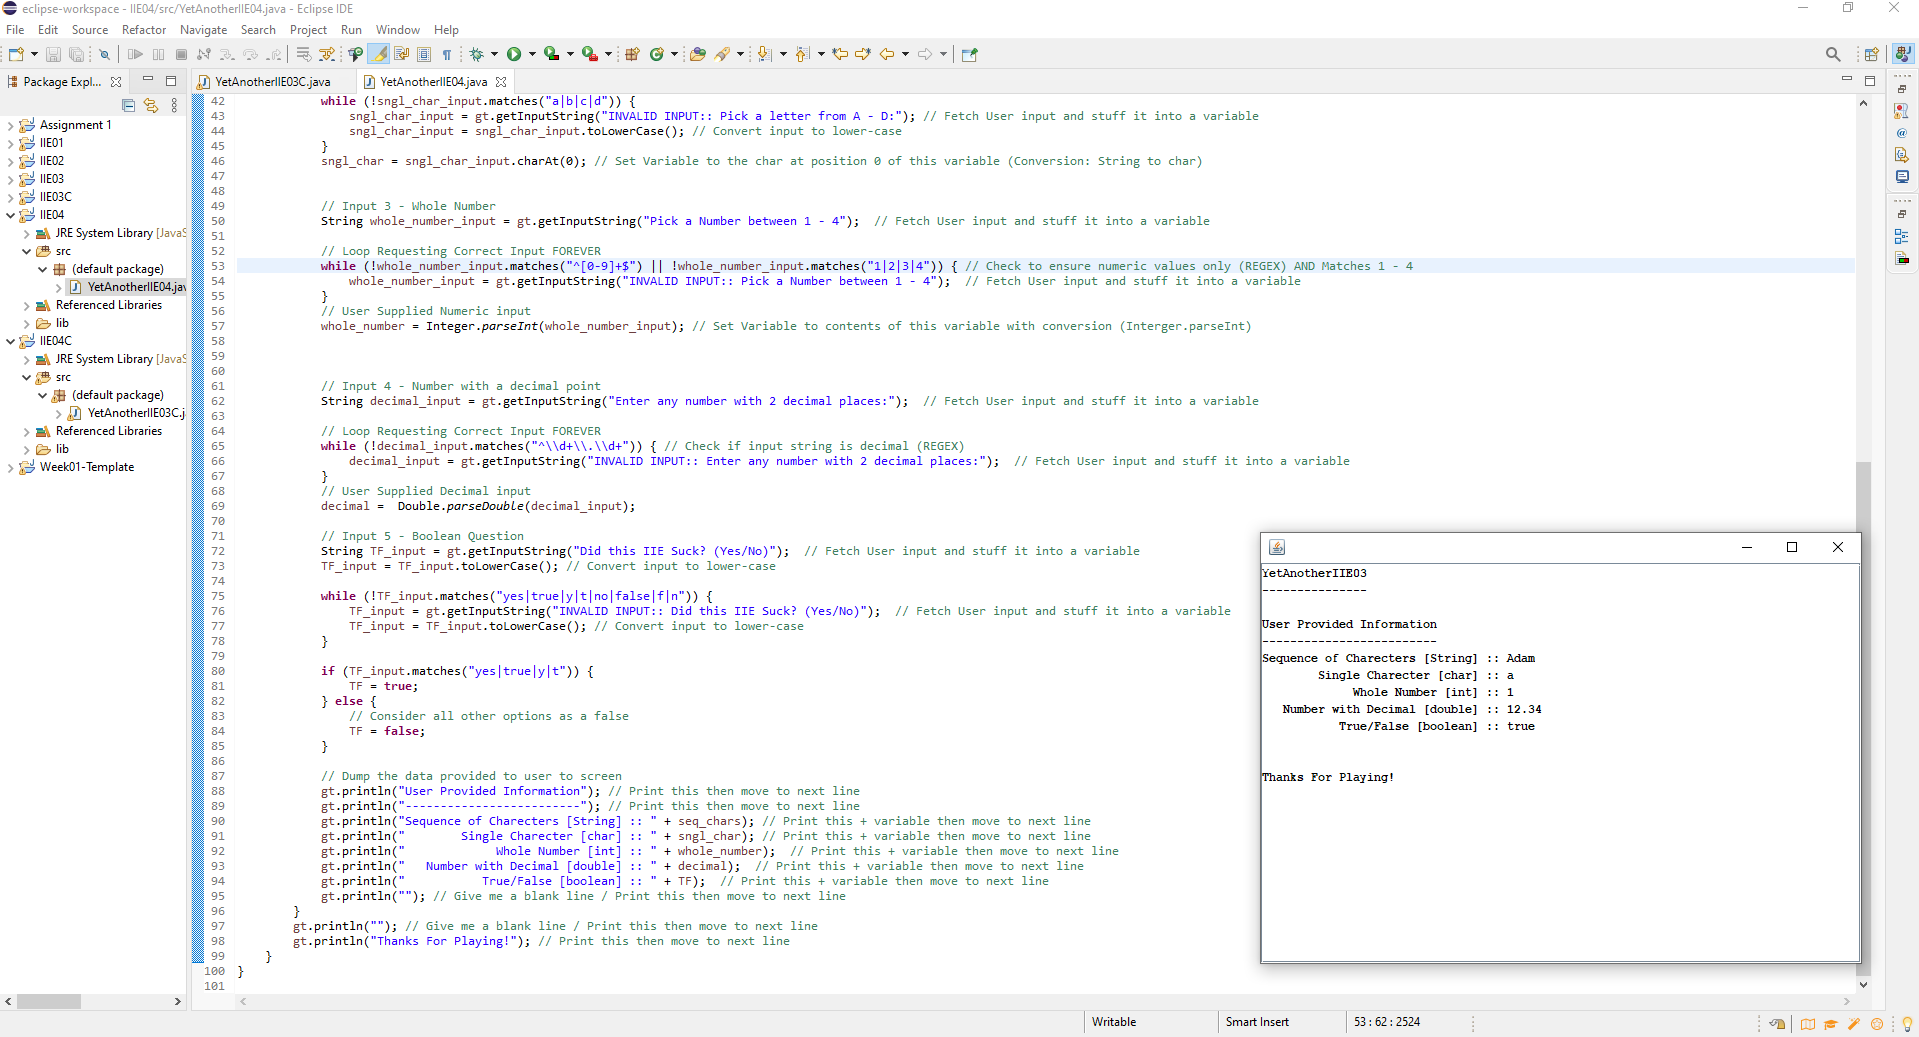 eclipse-workspace - IIE04/src/YetAnotherIIE04.java - Eclipse IDE
File Edit Source Refactor Navigate Search Project Run Window Help
Package Expl...
YetAnotherIIE03C.java
YetAnotherIIE04.java
Assignment 1
IIE01
IIE02
IIE03
IIE03C
IIE04
JRE System Library [JavaS
src
(default package)
YetAnotherIIE04.jav
Referenced Libraries
lib
IIE04C
JRE System Library [JavaS
src
(default package)
YetAnotherIIE03C.j
Referenced Libraries
lib
Week01-Template
42 while (!sngl_char_input.matches("a|b|c|d")) {
43 sngl_char_input = gt.getInputString("INVALID INPUT:: Pick a letter from A - D:"); // Fetch User input and stuff it into a variable
44 sngl_char_input = sngl_char_input.toLowerCase(); // Convert input to lower-case
45 }
46 sngl_char = sngl_char_input.charAt(0); // Set Variable to the char at position 0 of this variable (Conversion: String to char)
47
48
49 // Input 3 - Whole Number
50 String whole_number_input = gt.getInputString("Pick a Number between 1 - 4"); // Fetch User input and stuff it into a variable
51
52 // Loop Requesting Correct Input FOREVER
53 while (!whole_number_input.matches("^[0-9]+$") || !whole_number_input.matches("1|2|3|4")) { // Check to ensure numeric values only (REGEX) AND Matches 1 - 4
54 whole_number_input = gt.getInputString("INVALID INPUT:: Pick a Number between 1 - 4"); // Fetch User input and stuff it into a variable
55 }
56 // User Supplied Numeric input
57 whole_number = Integer.parseInt(whole_number_input); // Set Variable to contents of this variable with conversion (Interger.parseInt)
58
59
60
61 // Input 4 - Number with a decimal point
62 String decimal_input = gt.getInputString("Enter any number with 2 decimal places:"); // Fetch User input and stuff it into a variable
63
64 // Loop Requesting Correct Input FOREVER
65 while (!decimal_input.matches("^\\d+\\.\\d+")) { // Check if input string is decimal (REGEX)
66 decimal_input = gt.getInputString("INVALID INPUT:: Enter any number with 2 decimal places:"); // Fetch User input and stuff it into a variable
67 }
68 // User Supplied Decimal input
69 decimal = Double.parseDouble(decimal_input);
70
71 // Input 5 - Boolean Question
72 String TF_input = gt.getInputString("Did this IIE Suck? (Yes/No)"); // Fetch User input and stuff it into a variable
73 TF_input = TF_input.toLowerCase(); // Convert input to lower-case
74
75 while (!TF_input.matches("yes|true|y|t|no|false|f|n")) {
76 TF_input = gt.getInputString("INVALID INPUT:: Did this IIE Suck? (Yes/No)"); // Fetch User input and stuff it into a variable
77 TF_input = TF_input.toLowerCase(); // Convert input to lower-case
78 }
79
80 if (TF_input.matches("yes|true|y|t")) {
81 TF = true;
82 } else {
83 // Consider all other options as a false
84 TF = false;
85 }
86
87 // Dump the data provided to user to screen
88 gt.println("User Provided Information"); // Print this then move to next line
89 gt.println("-------------------------"); // Print this then move to next line
90 gt.println("Sequence of Charecters [String] :: " + seq_chars); // Print this + variable then move to next line
91 gt.println(" Single Charecter [char] :: " + sngl_char); // Print this + variable then move to next line
92 gt.println(" Whole Number [int] :: " + whole_number); // Print this + variable then move to next line
93 gt.println(" Number with Decimal [double] :: " + decimal); // Print this + variable then move to next line
94 gt.println(" True/False [boolean] :: " + TF); // Print this + variable then move to next line
95 gt.println(""); // Give me a blank line / Print this then move to next line
96 }
97 gt.println(""); // Give me a blank line / Print this then move to next line
98 gt.println("Thanks For Playing!"); // Print this then move to next line
99 }
100 }
101
YetAnotherIIE03
---------------
User Provided Information
-------------------------
Sequence of Charecters [String] :: Adam
Single Charecter [char] :: a
Whole Number [int] :: 1
Number with Decimal [double] :: 12.34
True/False [boolean] :: true
Thanks For Playing!
Writable
Smart Insert
53 : 62 : 2524